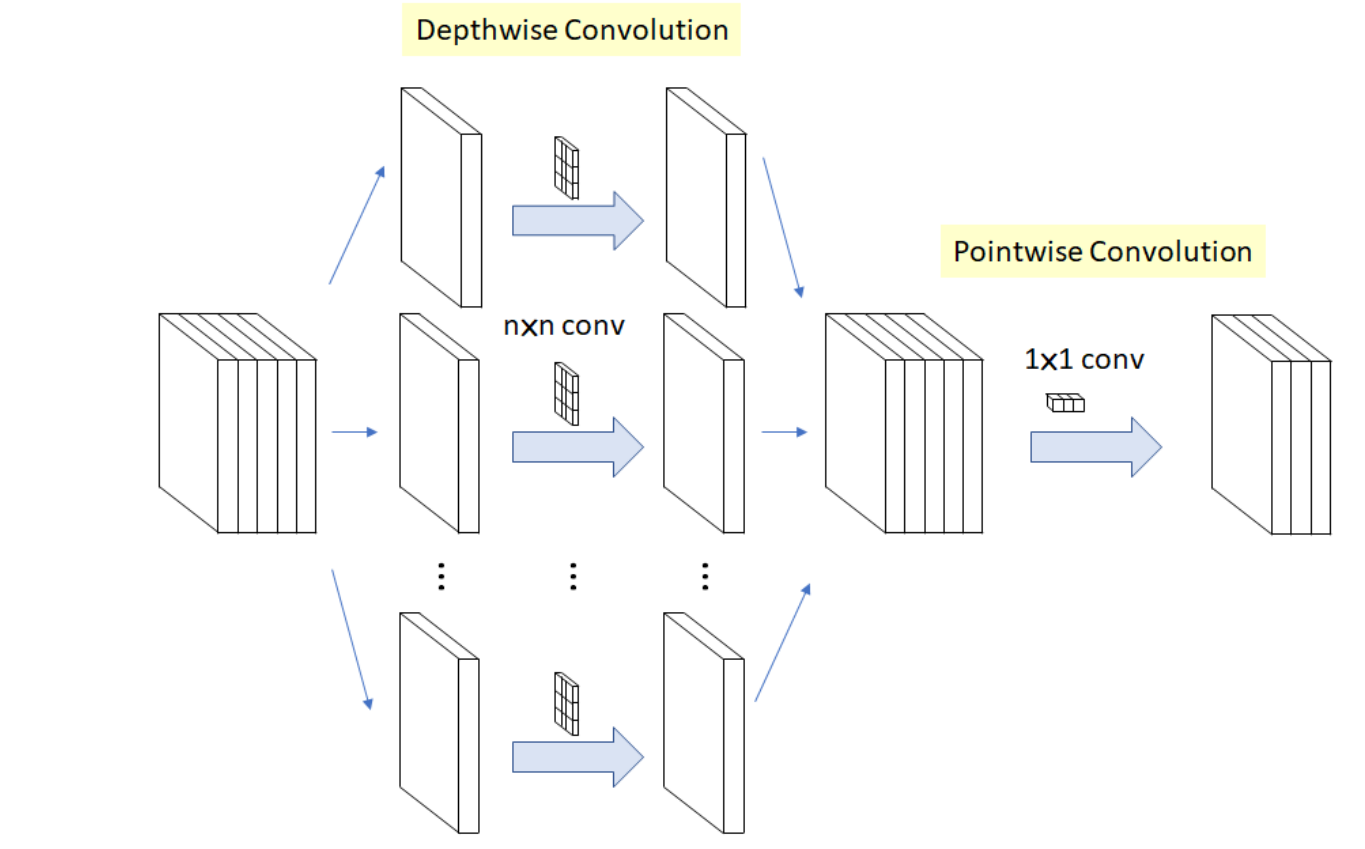 Depthwise Convolution
Pointwise Convolution
nxn conv
1x1 conv